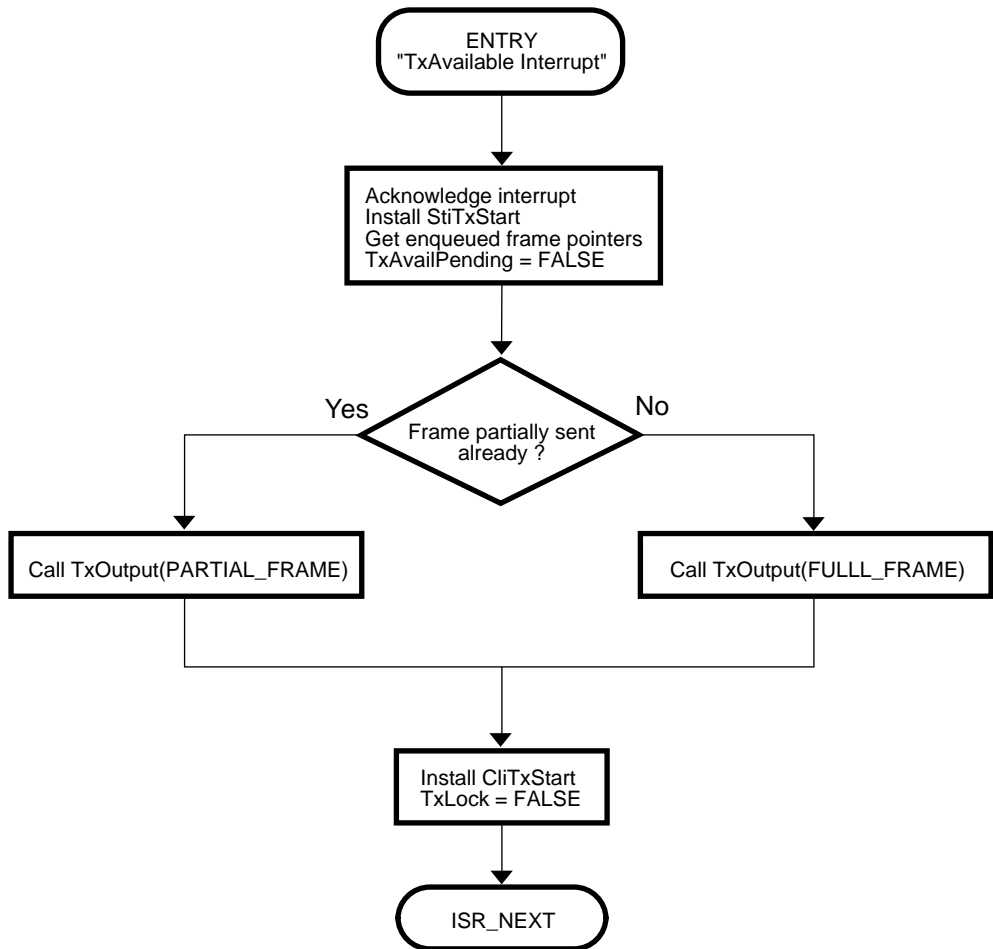 ENTRY
"TxAvailable Interrupt"
Acknowledge interrupt
Install StiTxStart
Get enqueued frame pointers
TxAvailPending = FALSE
Yes
No
Frame partially sent
already ?
Call TxOutput(PARTIAL_FRAME)
Call TxOutput(FULLL_FRAME)
Install CliTxStart
TxLock = FALSE
ISR_NEXT